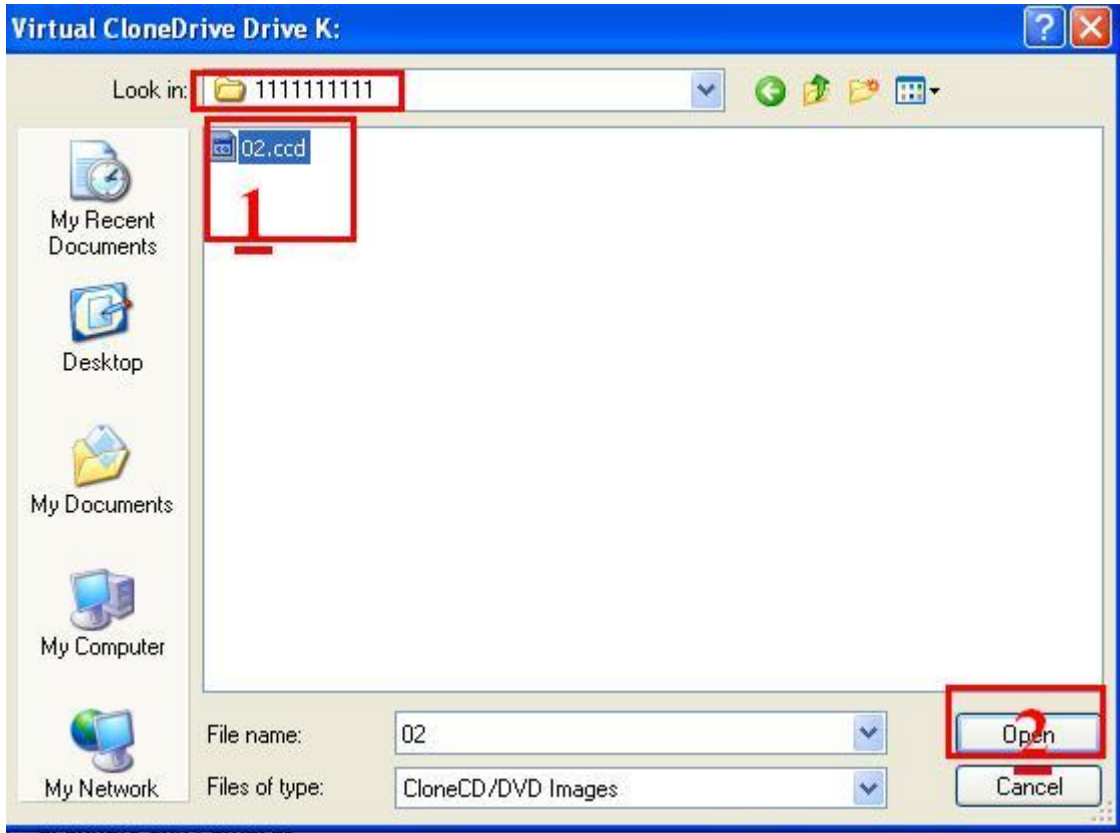 Virtual CloneDrive Drive K:
Look in: 1111111111
02.ccd
1
My Recent
Documents
Desktop
My Documents
My Computer
My Network
File name: 02
Open
2
Files of type: CloneCD/DVD Images
Cancel